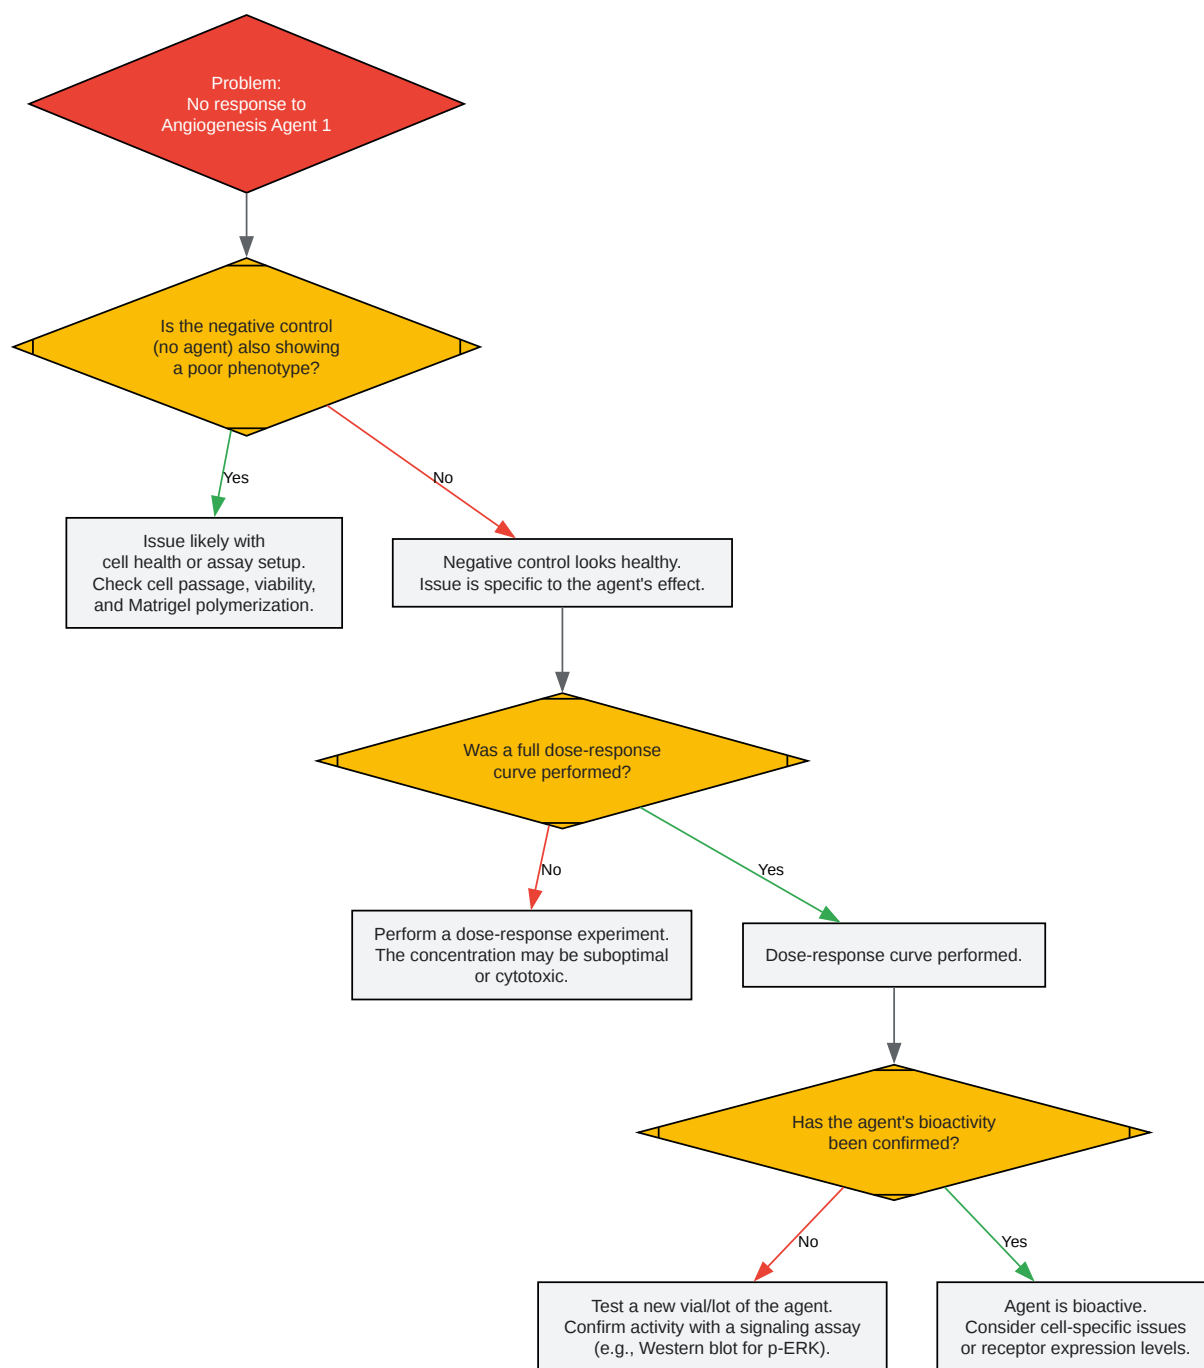 Problem:
No response to
Angiogenesis Agent 1
Is the negative control
(no agent) also showing
a poor phenotype?
Yes
No
Issue likely with
cell health or assay setup.
Check cell passage, viability,
and Matrigel polymerization.
Negative control looks healthy.
Issue is specific to the agent's effect.
Was a full dose-response
curve performed?
No
Yes
Perform a dose-response experiment.
The concentration may be suboptimal
or cytotoxic.
Dose-response curve performed.
Has the agent's bioactivity
been confirmed?
No
Yes
Test a new vial/lot of the agent.
Confirm activity with a signaling assay
(e.g., Western blot for p-ERK).
Agent is bioactive.
Consider cell-specific issues
or receptor expression levels.